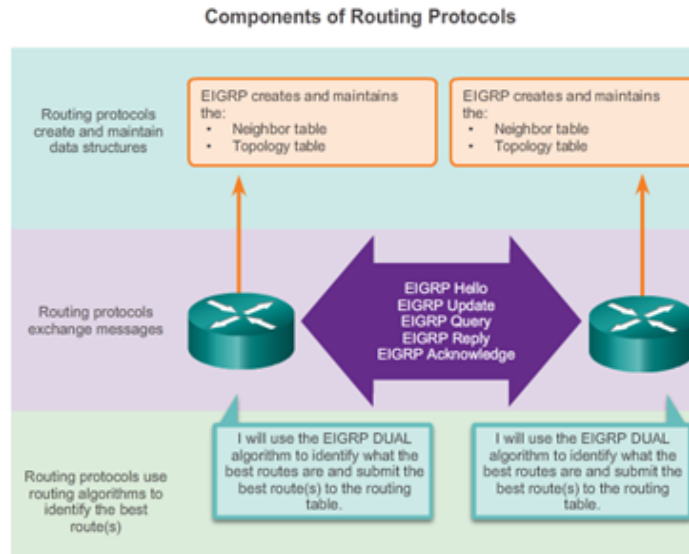 Components of Routing Protocols
Routing protocols
create and maintain
data structures
EIGRP creates and maintains
the:
• Neighbor table
• Topology table
EIGRP creates and maintains
the:
• Neighbor table
• Topology table
Routing protocols
exchange messages
EIGRP Hello
EIGRP Update
EIGRP Query
EIGRP Reply
EIGRP Acknowledge
Routing protocols use
routing algorithms to
identify the best
route(s)
I will use the EIGRP DUAL
algorithm to identify what the
best routes are and submit the
best route(s) to the routing
table.
I will use the EIGRP DUAL
algorithm to identify what the
best routes are and submit the
best route(s) to the routing
table.